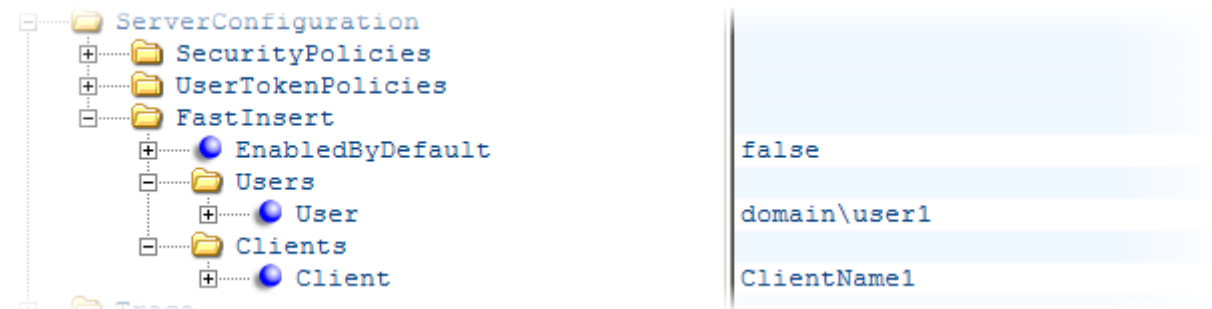 ServerConfiguration
SecurityPolicies
UserTokenPolicies
FastInsert
EnabledByDefault false
Users
User domain\user1
Clients
Client ClientName1